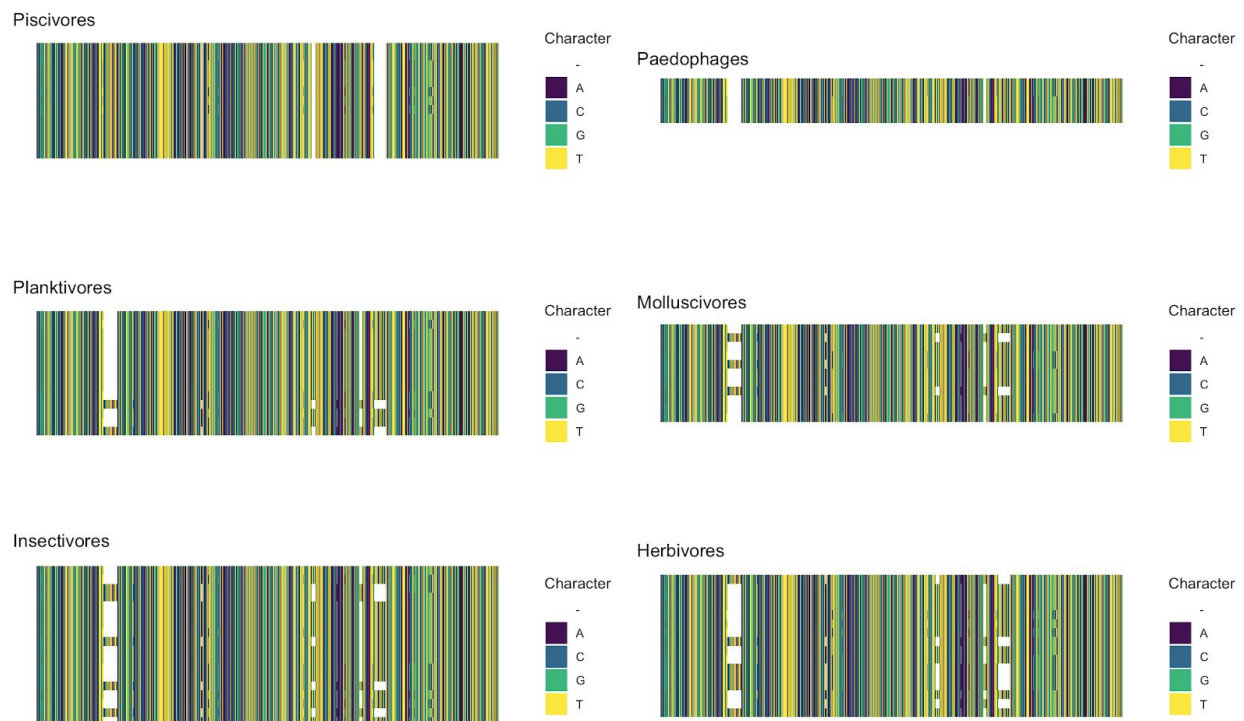 Piscivores
Character
-
A
C
G
T
Paedophages
Character
-
A
C
G
T
Planktivores
Character
-
A
C
G
T
Molluscivores
Character
-
A
C
G
T
Insectivores
Character
-
A
C
G
T
Herbivores
Character
-
A
C
G
T